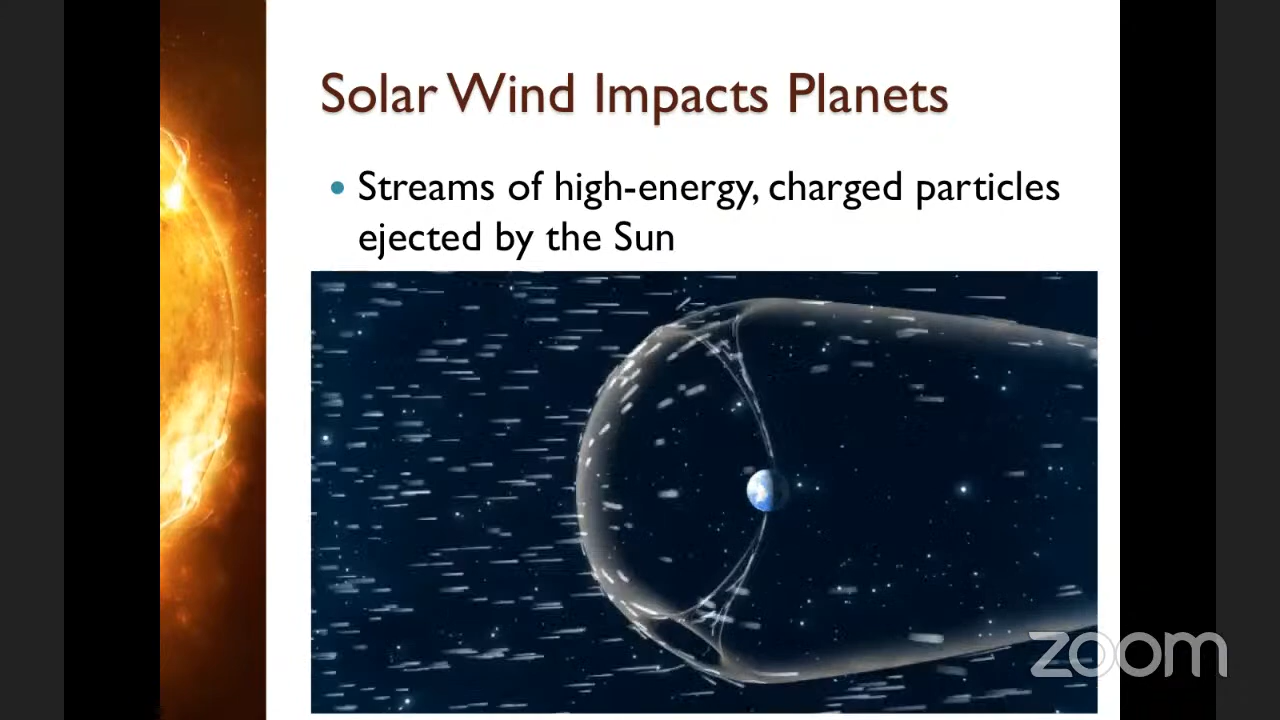 Solar Wind Impacts Planets
• Streams of high-energy, charged particles
ejected by the Sun
zoom